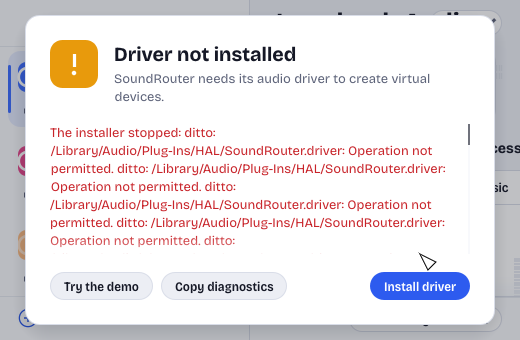 Driver not installed
SoundRouter needs its audio driver to create virtual
devices.
The installer stopped: ditto:
/Library/Audio/Plug-Ins/HAL/SoundRouter.driver: Operation not
permitted. ditto: /Library/Audio/Plug-Ins/HAL/SoundRouter.driver:
Operation not permitted. ditto:
/Library/Audio/Plug-Ins/HAL/SoundRouter.driver: Operation not
permitted. ditto: /Library/Audio/Plug-Ins/HAL/SoundRouter.driver:
Operation not permitted. ditto:
Try the demo
Copy diagnostics
Install driver